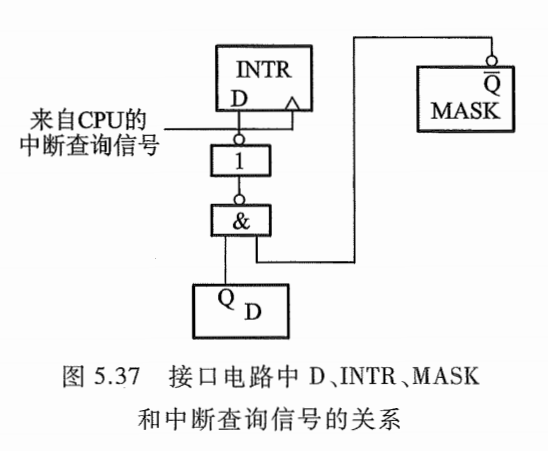 INTR
D
Q̅
MASK
来自CPU的
中断查询信号
1
&
Q
D
图 5.37 接口电路中 D、INTR、MASK
和中断查询信号的关系